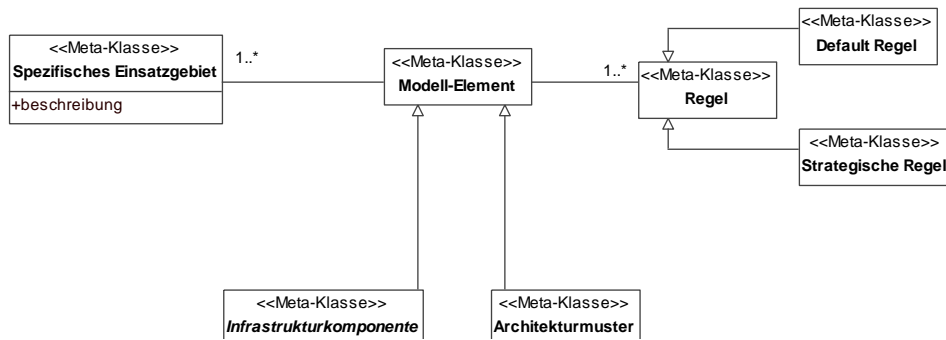 <<Meta-Klasse>>
Spezifisches Einsatzgebiet
+beschreibung
1..*
<<Meta-Klasse>>
Modell-Element
1..*
<<Meta-Klasse>>
Regel
<<Meta-Klasse>>
Default Regel
<<Meta-Klasse>>
Strategische Regel
<<Meta-Klasse>>
Infrastrukturkomponente
<<Meta-Klasse>>
Architekturmuster